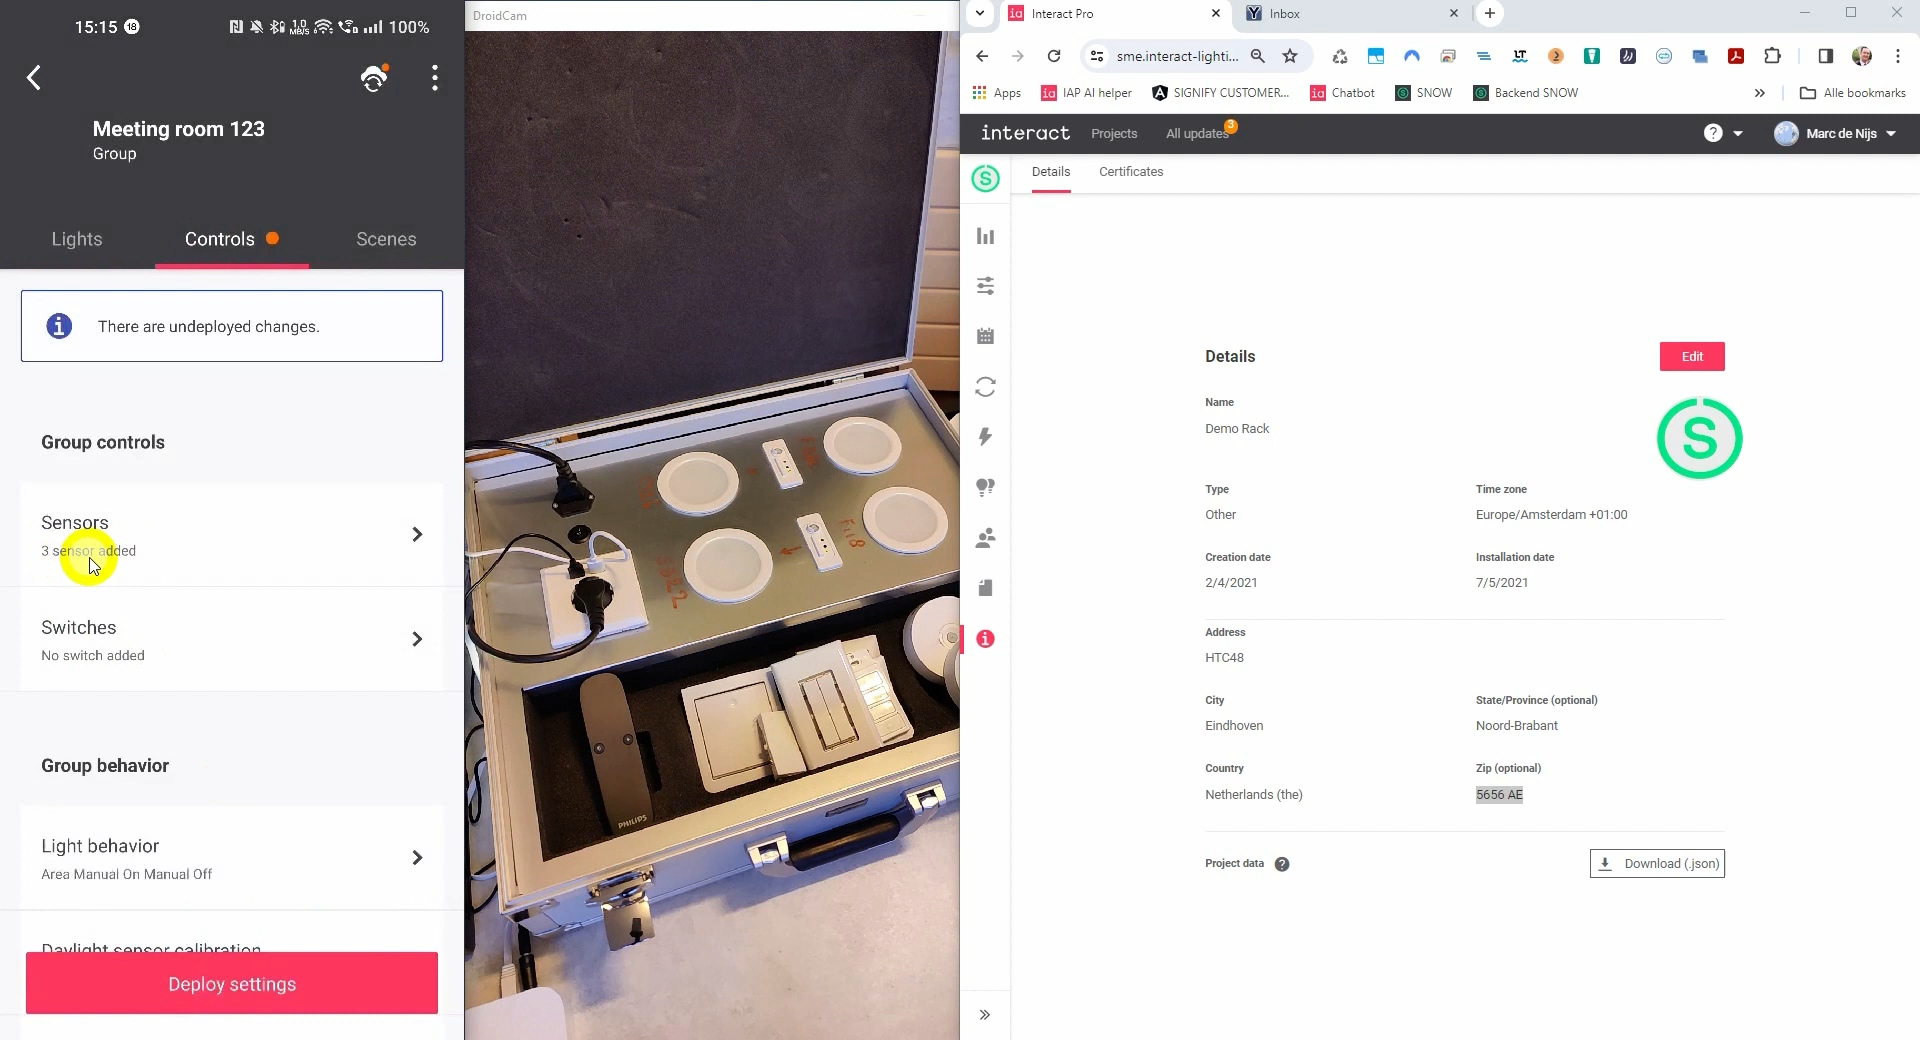 15:15 18 1.0 MB/S 100%
Meeting room 123
Group
Lights
Controls
Scenes
There are undeployed changes.
Group controls
Sensors
3 sensor added
Switches
No switch added
Group behavior
Light behavior
Area Manual On Manual Off
Daylight sensor calibration
Deploy settings
DroidCam
PHILIPS
Interact Pro
Inbox
sme.interact-lighti...
Apps
IAP AI helper
SIGNIFY CUSTOMER...
Chatbot
SNOW
Backend SNOW
Alle bookmarks
interact
Projects
All updates 3
Marc de Nijs
Details
Certificates
Details
Edit
Name
Demo Rack
Type
Time zone
Other
Europe/Amsterdam +01:00
Creation date
Installation date
2/4/2021
7/5/2021
Address
HTC48
City
State/Province (optional)
Eindhoven
Noord-Brabant
Country
Zip (optional)
Netherlands (the)
5656 AE
Project data
Download (.json)